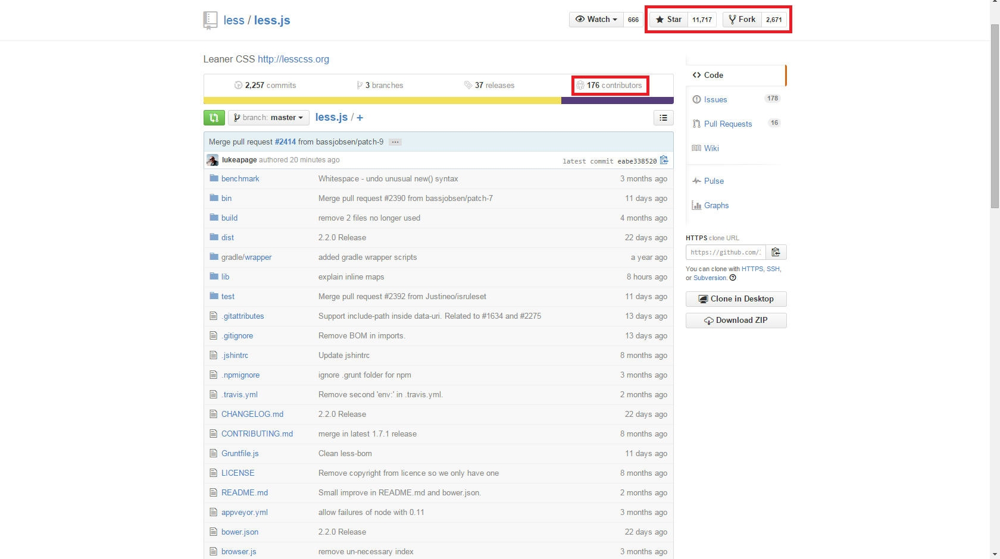 less / less.js
Watch 666 Star 11,717 Fork 2,671
Leaner CSS http://lesscss.org
2,257 commits 3 branches 37 releases 176 contributors
branch: master less.js / +
Merge pull request #2414 from bassjobsen/patch-9 ...
lukeapage authored 20 minutes ago latest commit eabe338520
benchmark Whitespace - undo unusual new() syntax 3 months ago
bin Merge pull request #2390 from bassjobsen/patch-7 11 days ago
build remove 2 files no longer used 4 months ago
dist 2.2.0 Release 22 days ago
gradle/wrapper added gradle wrapper scripts a year ago
lib explain inline maps 8 hours ago
test Merge pull request #2392 from Justineo/isruleset 11 days ago
.gitattributes Support include-path inside data-uri. Related to #1634 and #2275 13 days ago
.gitignore Remove BOM in imports. 13 days ago
.jshintrc Update jshintrc 8 months ago
.npmignore ignore .grunt folder for npm 3 months ago
.travis.yml Remove second 'env:' in .travis.yml. 2 months ago
CHANGELOG.md 2.2.0 Release 22 days ago
CONTRIBUTING.md merge in latest 1.7.1 release 8 months ago
Gruntfile.js Clean less-bom 11 days ago
LICENSE Remove copyright from licence so we only have one 8 months ago
README.md Small improve in README.md and bower.json. 2 months ago
appveyor.yml allow failures of node with 0.11 3 months ago
bower.json 2.2.0 Release 22 days ago
browser.js remove un-necessary index 3 months ago
Code
Issues 178
Pull Requests 16
Wiki
Pulse
Graphs
HTTPS clone URL
https://github.com/
You can clone with HTTPS, SSH,
or Subversion.
Clone in Desktop
Download ZIP